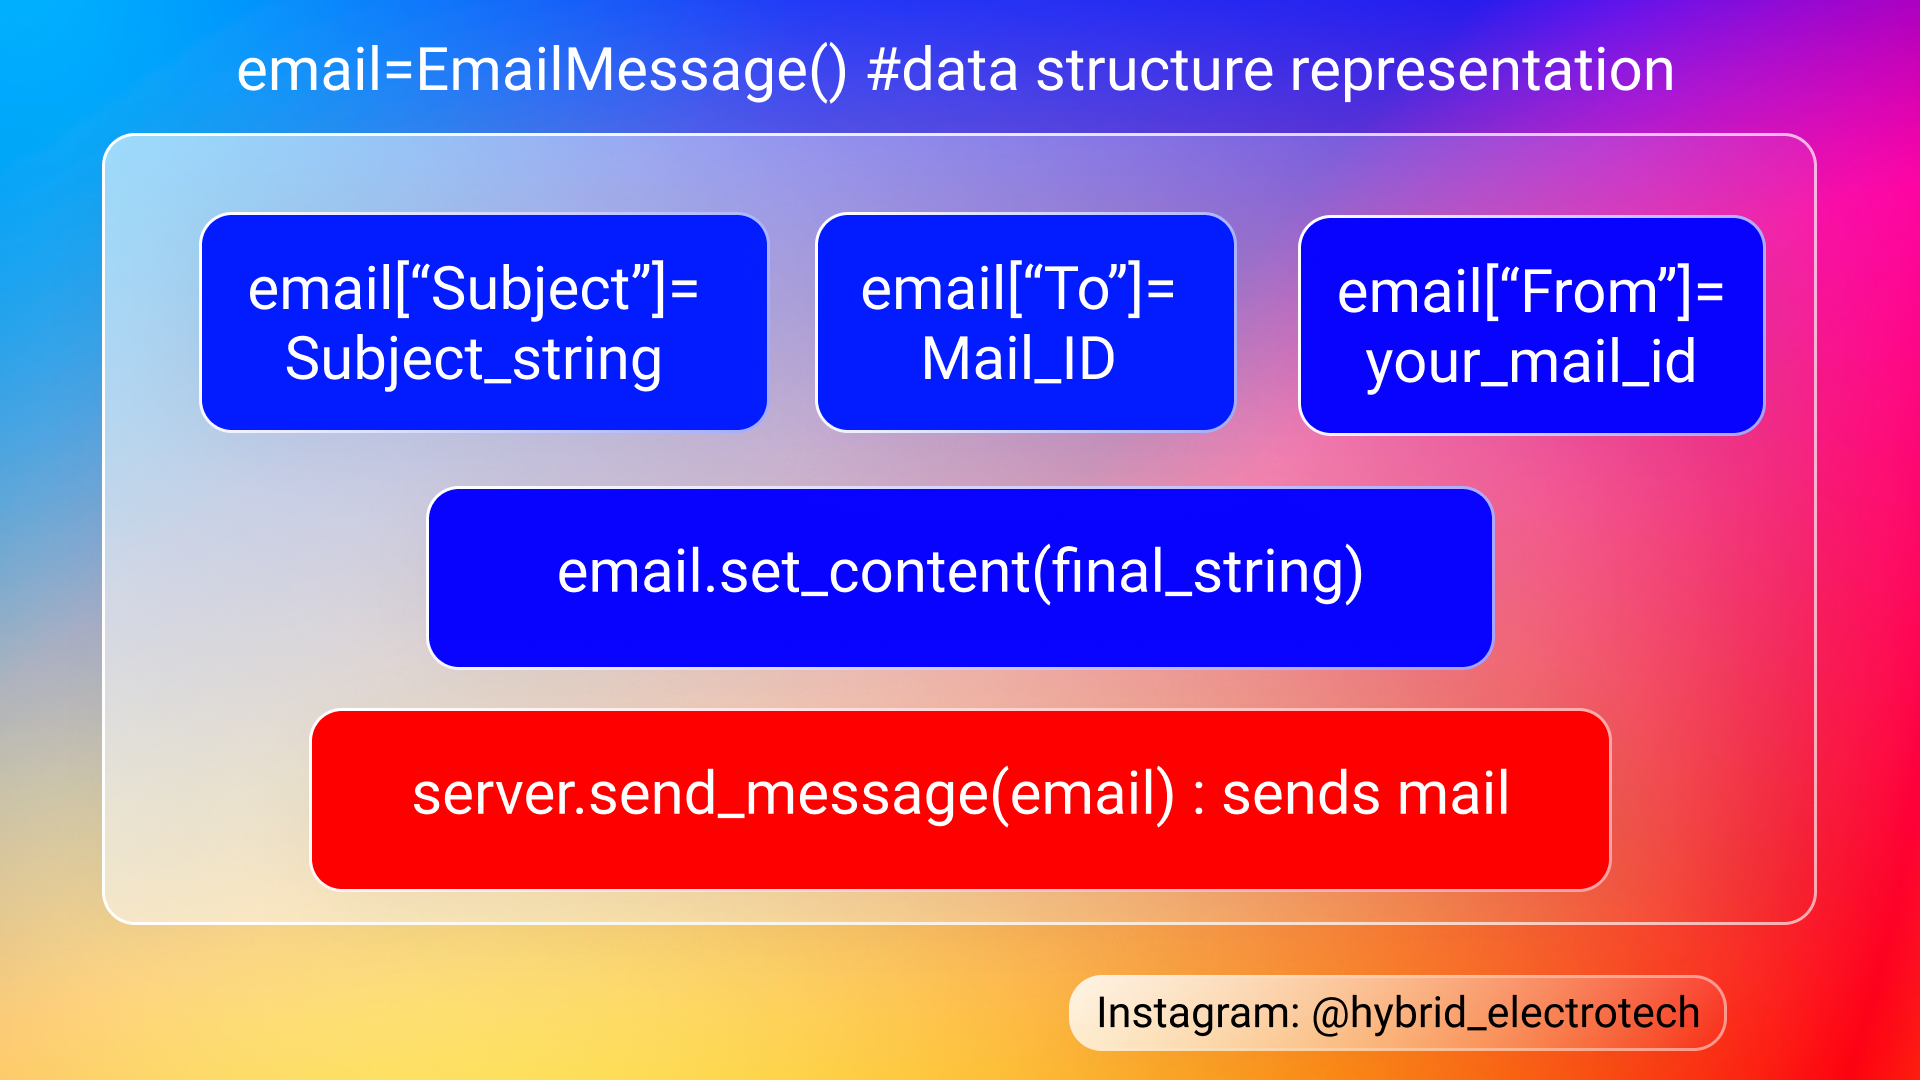 email=EmailMessage() #data structure representation
email[“Subject”]=
Subject_string
email[“To”]=
Mail_ID
email[“From”]=
your_mail_id
email.set_content(final_string)
server.send_message(email) : sends mail
Instagram: @hybrid_electrotech